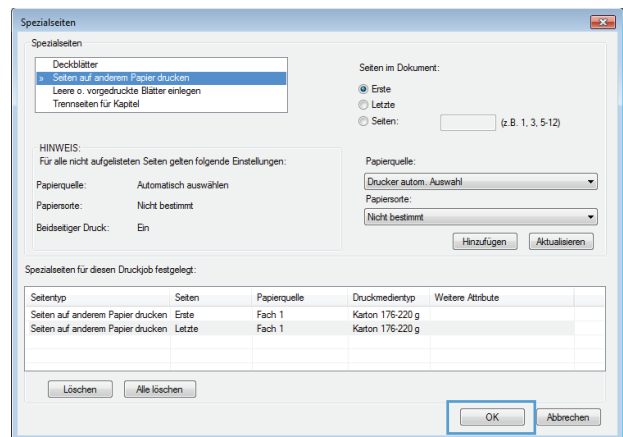 Spezialseiten
Spezialseiten
Deckblätter
» Seiten auf anderem Papier drucken
Leere o. vorgedruckte Blätter einlegen
Trennseiten für Kapitel
Seiten im Dokument:
Erste
Letzte
Seiten: (z.B. 1, 3, 5-12)
HINWEIS:
Für alle nicht aufgelisteten Seiten gelten folgende Einstellungen:
Papierquelle: Automatisch auswählen
Papiersorte: Nicht bestimmt
Beidseitiger Druck: Ein
Papierquelle:
Drucker autom. Auswahl
Papiersorte:
Nicht bestimmt
Hinzufügen Aktualisieren
Spezialseiten für diesen Druckjob festgelegt:
Seitentyp Seiten Papierquelle Druckmedientyp Weitere Attribute
Seiten auf anderem Papier drucken Erste Fach 1 Karton 176-220 g
Seiten auf anderem Papier drucken Letzte Fach 1 Karton 176-220 g
Löschen Alle löschen
OK Abbrechen